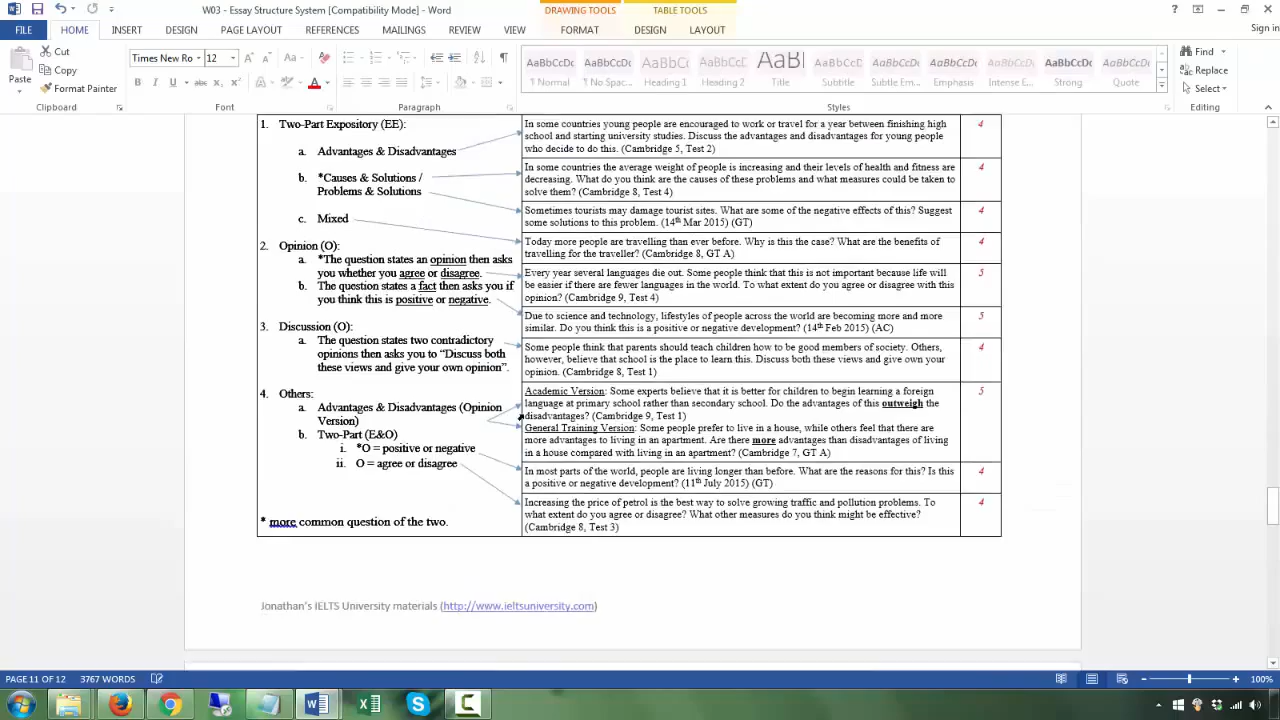 W03 - Essay Structure System [Compatibility Mode] - Word
DRAWING TOOLS
TABLE TOOLS
FILE
HOME
INSERT
DESIGN
PAGE LAYOUT
REFERENCES
MAILINGS
REVIEW
VIEW
FORMAT
DESIGN
LAYOUT
Sign in
Paste
Cut
Copy
Format Painter
Clipboard
Times New Ro
12
Font
Paragraph
AaBbCcDc
¶ Normal
AaBbCcDc
¶ No Spac...
AaBbCc
Heading 1
AaBbCcC
Heading 2
AaBl
Title
AaBbCcC
Subtitle
AaBbCcDc
Subtle Em...
AaBbCcDc
Emphasis
AaBbCcDc
Intense E...
AaBbCcDc
Strong
AaBbCcDc
Quote
Styles
Find
Replace
Select
Editing
1. Two-Part Expository (EE):
a. Advantages & Disadvantages
b. *Causes & Solutions /
Problems & Solutions
c. Mixed
2. Opinion (O):
a. *The question states an opinion then asks
you whether you agree or disagree.
b. The question states a fact then asks you if
you think this is positive or negative.
3. Discussion (O):
a. The question states two contradictory
opinions then asks you to “Discuss both
these views and give your own opinion”.
4. Others:
a. Advantages & Disadvantages (Opinion
Version)
b. Two-Part (E&O)
i. *O = positive or negative
ii. O = agree or disagree
* more common question of the two.
In some countries young people are encouraged to work or travel for a year between finishing high
school and starting university studies. Discuss the advantages and disadvantages for young people
who decide to do this. (Cambridge 5, Test 2)
4
In some countries the average weight of people is increasing and their levels of health and fitness are
decreasing. What do you think are the causes of these problems and what measures could be taken to
solve them? (Cambridge 8, Test 4)
4
Sometimes tourists may damage tourist sites. What are some of the negative effects of this? Suggest
some solutions to this problem. (14th Mar 2015) (GT)
4
Today more people are travelling than ever before. Why is this the case? What are the benefits of
travelling for the traveller? (Cambridge 8, GT A)
4
Every year several languages die out. Some people think that this is not important because life will
be easier if there are fewer languages in the world. To what extent do you agree or disagree with this
opinion? (Cambridge 9, Test 4)
5
Due to science and technology, lifestyles of people across the world are becoming more and more
similar. Do you think this is a positive or negative development? (14th Feb 2015) (AC)
5
Some people think that parents should teach children how to be good members of society. Others,
however, believe that school is the place to learn this. Discuss both these views and give your own
opinion. (Cambridge 8, Test 1)
4
Academic Version: Some experts believe that it is better for children to begin learning a foreign
language at primary school rather than secondary school. Do the advantages of this outweigh the
disadvantages? (Cambridge 9, Test 1)
General Training Version: Some people prefer to live in a house, while others feel that there are
more advantages to living in an apartment. Are there more advantages than disadvantages of living
in a house compared with living in an apartment? (Cambridge 7, GT A)
5
In most parts of the world, people are living longer than before. What are the reasons for this? Is this
a positive or negative development? (11th July 2015) (GT)
4
Increasing the price of petrol is the best way to solve growing traffic and pollution problems. To
what extent do you agree or disagree? What other measures do you think might be effective?
(Cambridge 8, Test 3)
4
Jonathan’s IELTS University materials (http://www.ieltsuniversity.com)
PAGE 11 OF 12
3767 WORDS
100%
7:25 PM